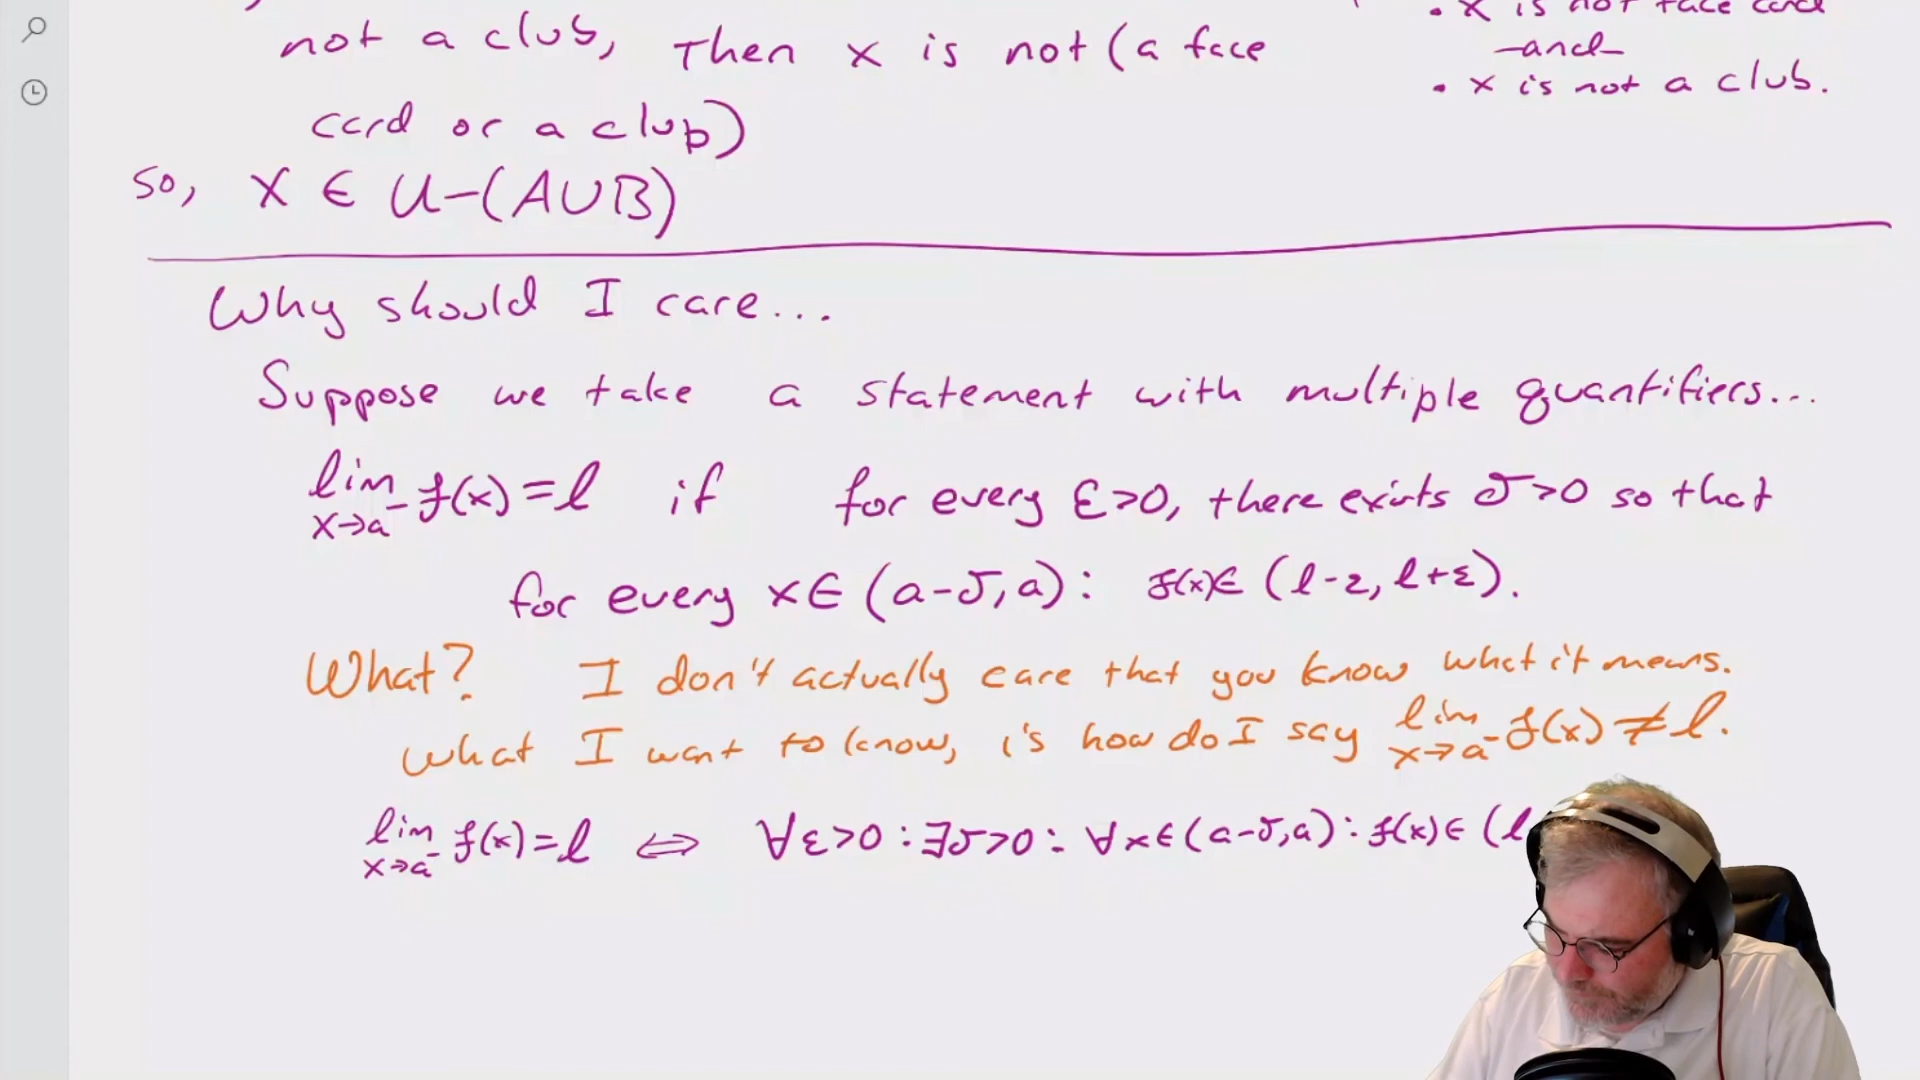 • x is not face card
not a club, Then x is not (a face
—and—
card or a club)
• x is not a club.
so, X ∈ U-(A∪B)
Why should I care...
Suppose we take a statement with multiple quantifiers...
lim x→a⁻ f(x) = l if for every ε>0, there exists δ>0 so that
for every x∈(a-δ,a): f(x)∈(l-ε, l+ε).
What? I don't actually care that you know what it means.
What I want to know, is how do I say lim x→a⁻ f(x) ≠ l.
lim x→a⁻ f(x)=l ⇔ ∀ε>0 : ∃δ>0 : ∀x∈(a-δ,a) : f(x)∈(l